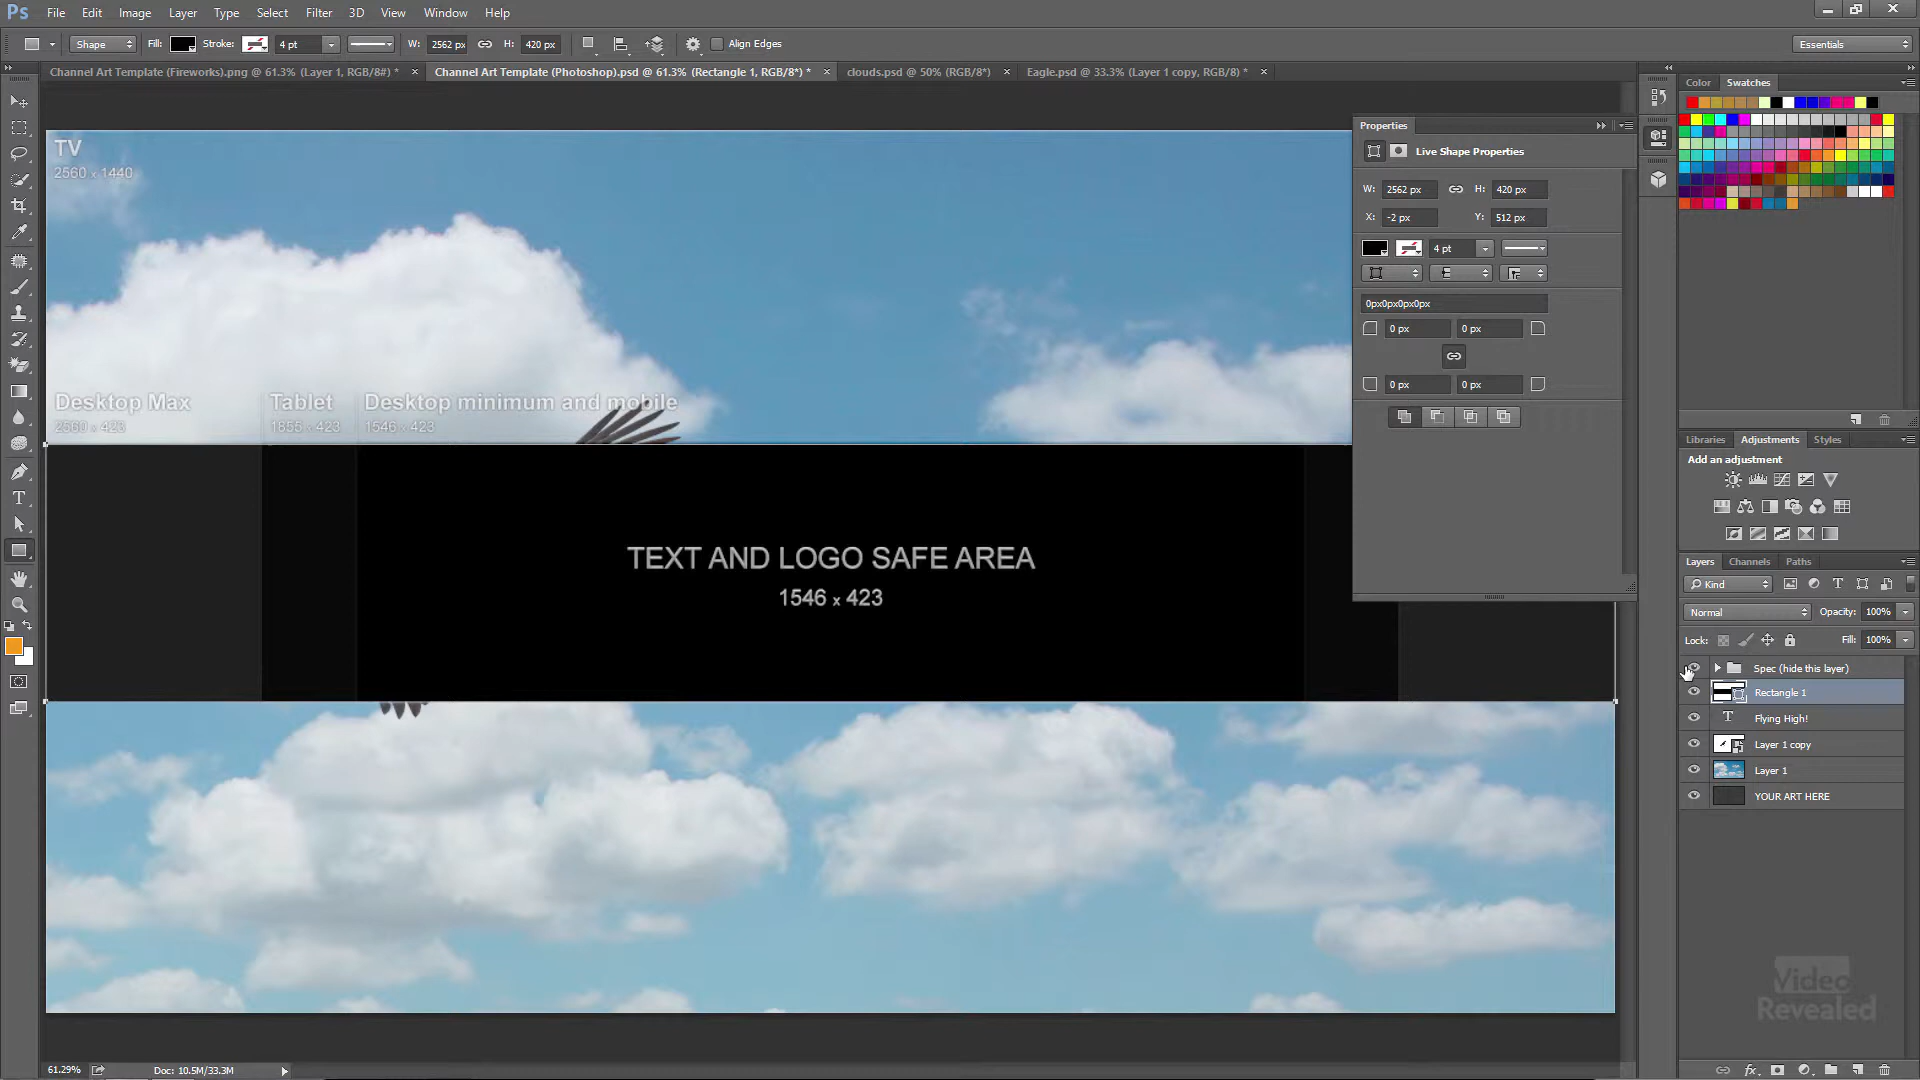 Ps File Edit Image Layer Type Select Filter 3D View Window Help
Shape Fill: Stroke: 4 pt W: 2562 px H: 420 px Align Edges Essentials
Channel Art Template (Fireworks).png @ 61.3% (Layer 1, RGB/8#) * × Channel Art Template (Photoshop).psd @ 61.3% (Rectangle 1, RGB/8*) * × clouds.psd @ 50% (RGB/8*) × Eagle.psd @ 33.3% (Layer 1 copy, RGB/8) * ×
Color Swatches
Properties
Live Shape Properties
W: 2562 px H: 420 px
X: -2 px Y: 512 px
4 pt
0px0px0px0px
0 px 0 px
0 px 0 px
TV
2560 x 1440
Desktop Max
2560 x 423
Tablet
1855 x 423
Desktop minimum and mobile
1546 x 423
TEXT AND LOGO SAFE AREA
1546 x 423
Libraries Adjustments Styles
Add an adjustment
Layers Channels Paths
Kind T
Normal Opacity: 100%
Lock: Fill: 100%
Spec (hide this layer)
Rectangle 1
T Flying High!
Layer 1 copy
Layer 1
YOUR ART HERE
Video
Revealed
61.29% Doc: 10.5M/33.3M
fx